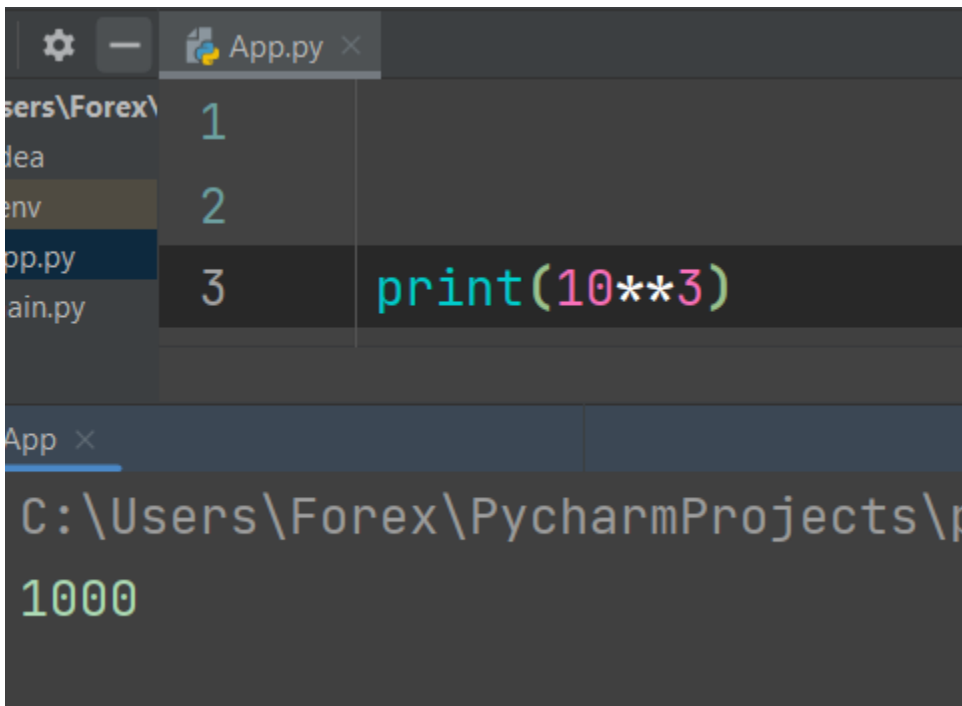 App.py
sers\Forex\
dea
env
pp.py
ain.py
1
2
3 print(10**3)
App
C:\Users\Forex\PycharmProjects\p
1000